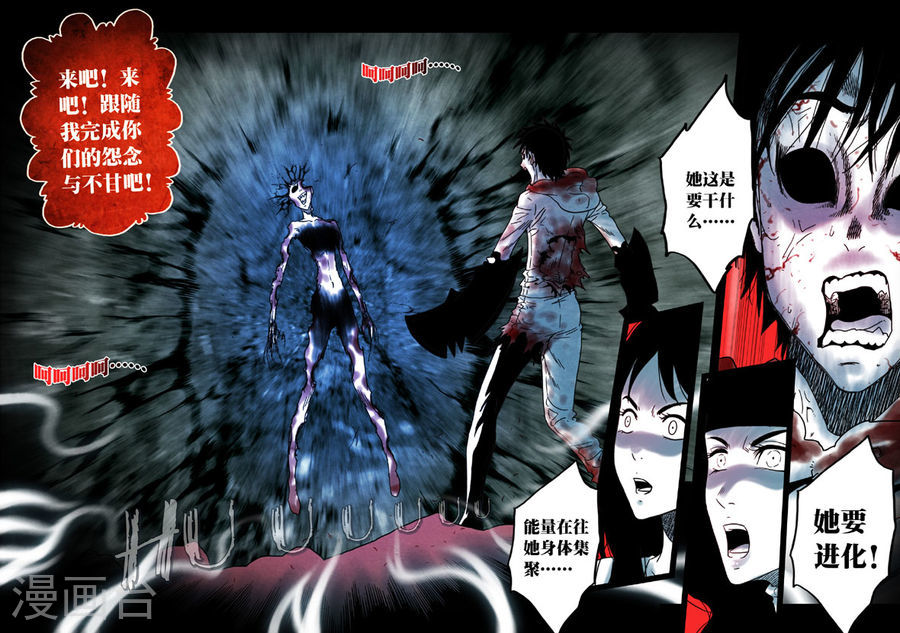 来吧！来
吧！跟随
我完成你
们的怨念
与不甘吧！
呵呵呵呵……
她这是
要干什
么……
呵呵呵呵……
能量在往
她身体集
聚……
她要
进化！
HUUUUUUU
漫画台